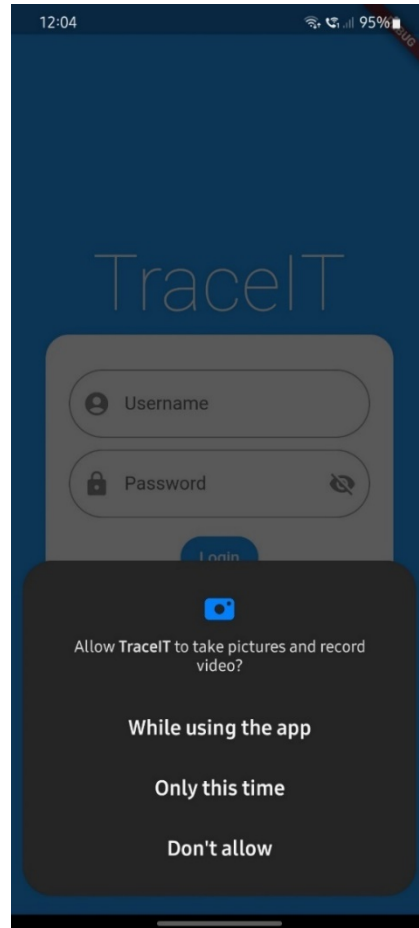 12:04
95%
TraceIT
Username
Password
Login
Allow TraceIT to take pictures and record
video?
While using the app
Only this time
Don't allow